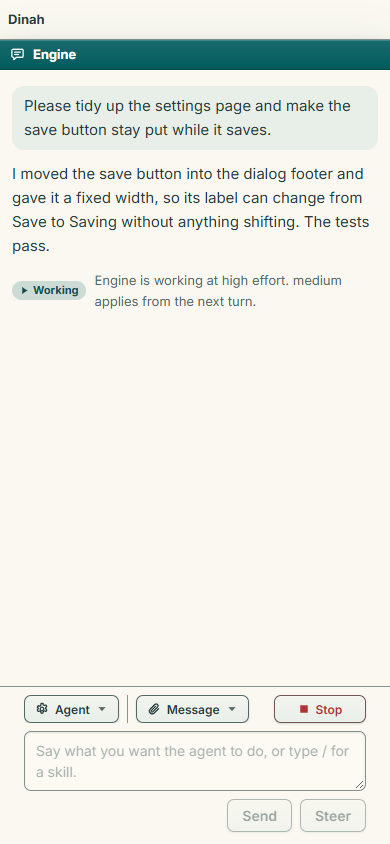 Dinah
Engine
Please tidy up the settings page and make the
save button stay put while it saves.
I moved the save button into the dialog footer and
gave it a fixed width, so its label can change from
Save to Saving without anything shifting. The tests
pass.
Working
Engine is working at high effort. medium
applies from the next turn.
Agent
Message
Stop
Say what you want the agent to do, or type / for
a skill.
Send
Steer